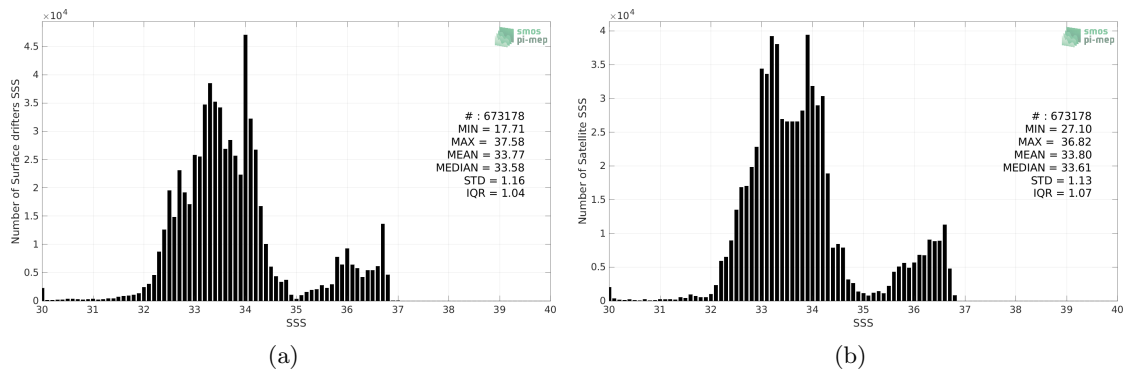 ×10⁴
4.5
4
3.5
3
2.5
2
1.5
1
0.5
0
30 31 32 33 34 35 36 37 38 39 40
SSS
Number of Surface drifters SSS
smos
pi-mep
# : 673178
MIN = 17.71
MAX = 37.58
MEAN = 33.77
MEDIAN = 33.58
STD = 1.16
IQR = 1.04
(a)
×10⁴
4
3.5
3
2.5
2
1.5
1
0.5
0
30 31 32 33 34 35 36 37 38 39 40
SSS
Number of Satellite SSS
smos
pi-mep
# : 673178
MIN = 27.10
MAX = 36.82
MEAN = 33.80
MEDIAN = 33.61
STD = 1.13
IQR = 1.07
(b)